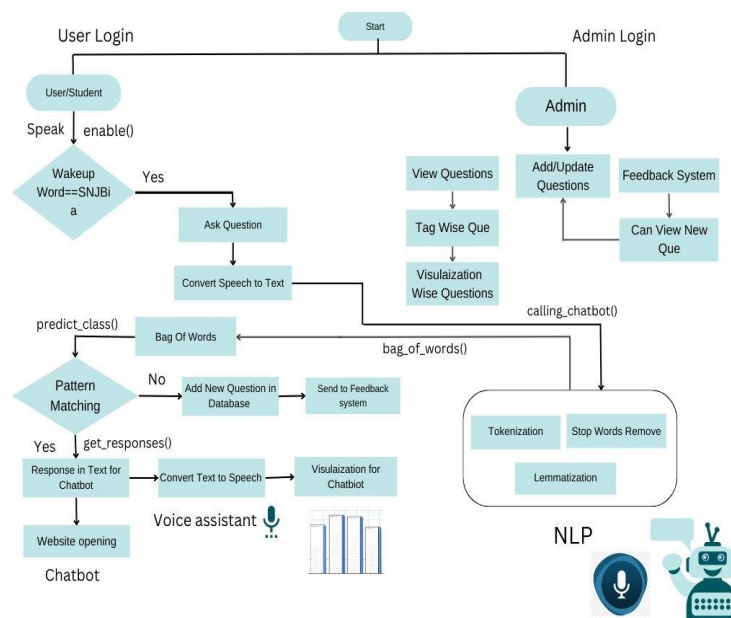 Start
User Login
Admin Login
User/Student
Admin
Speak
enable()
Wakeup
Word==SNJBi
a
Yes
View Questions
Add/Update
Questions
Feedback System
Ask Question
Tag Wise Que
Can View New
Que
Convert Speech to Text
Visulaization
Wise Questions
calling_chatbot()
predict_class()
Bag Of Words
bag_of_words()
Pattern
Matching
No
Add New Question in
Database
Send to Feedback
system
Tokenization
Stop Words Remove
Yes
get_responses()
Response in Text for
Chatbot
Convert Text to Speech
Visulaization for
Chatbiot
Lemmatization
Voice assistant
Website opening
NLP
Chatbot